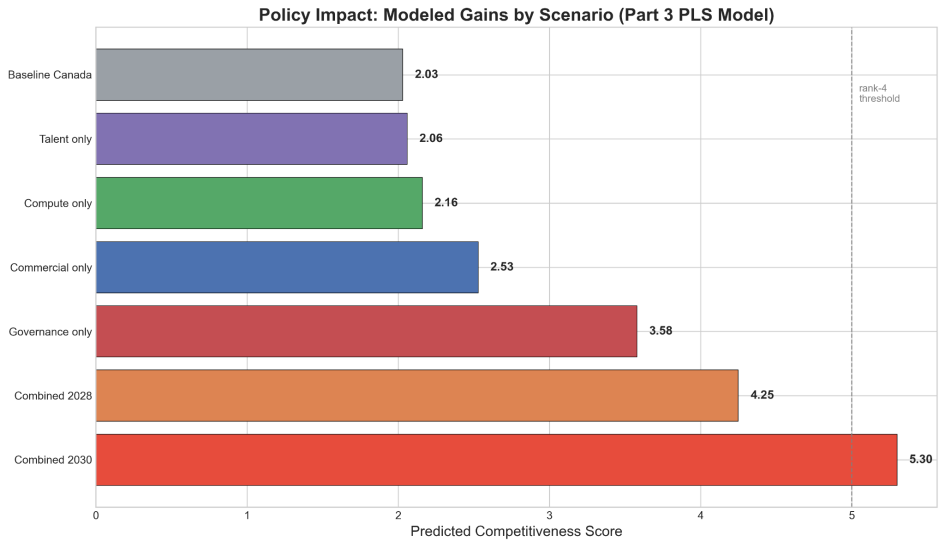 Policy Impact: Modeled Gains by Scenario (Part 3 PLS Model)
Baseline Canada
2.03
rank-4
threshold
Talent only
2.06
Compute only
2.16
Commercial only
2.53
Governance only
3.58
Combined 2028
4.25
Combined 2030
5.30
0
1
2
3
4
5
Predicted Competitiveness Score